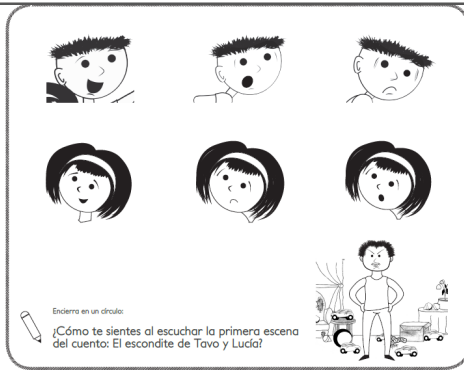 Encierra en un círculo:
¿Cómo te sientes al escuchar la primera escena
del cuento: El escondite de Tavo y Lucía?